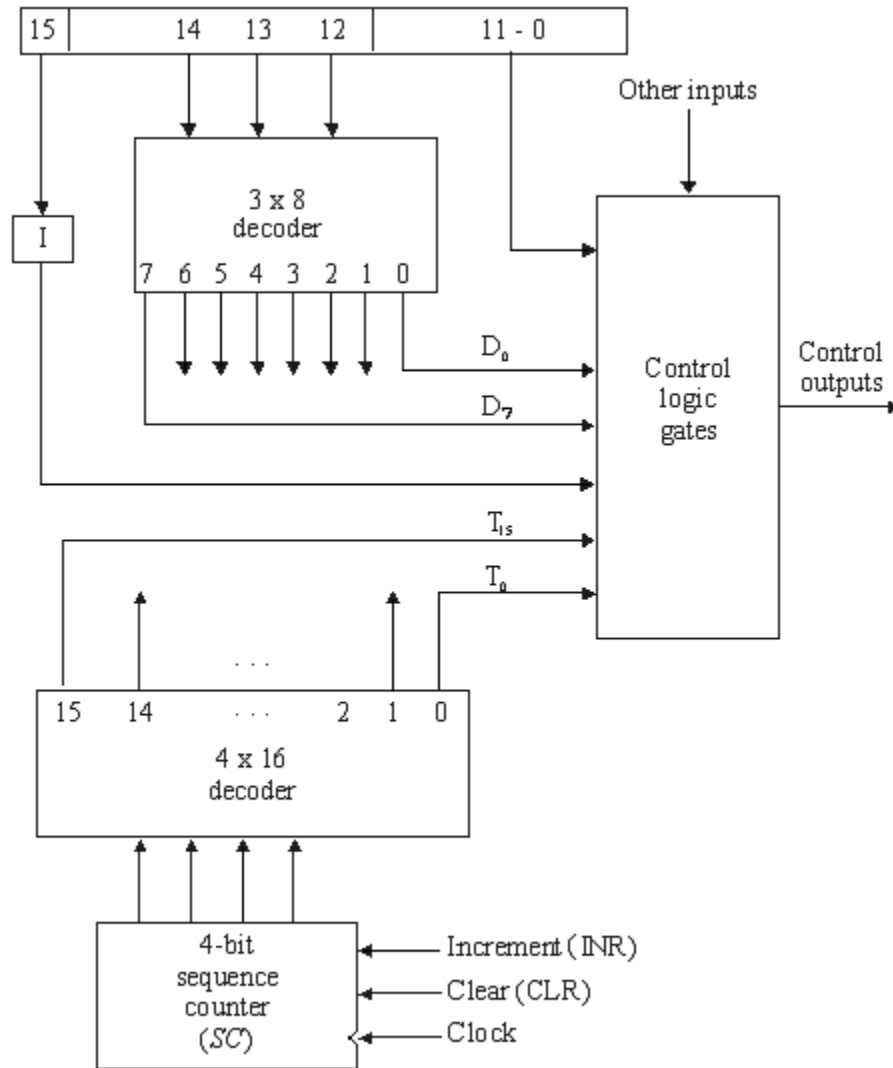 15 14 13 12 11 - 0
Other inputs
3 x 8
decoder
I
7 6 5 4 3 2 1 0
D₀
Control
outputs
Control
logic
gates
D₇
T₁₅
T₀
. . .
15 14 . . . 2 1 0
4 x 16
decoder
4-bit
sequence
counter
(SC)
Increment (INR)
Clear (CLR)
Clock